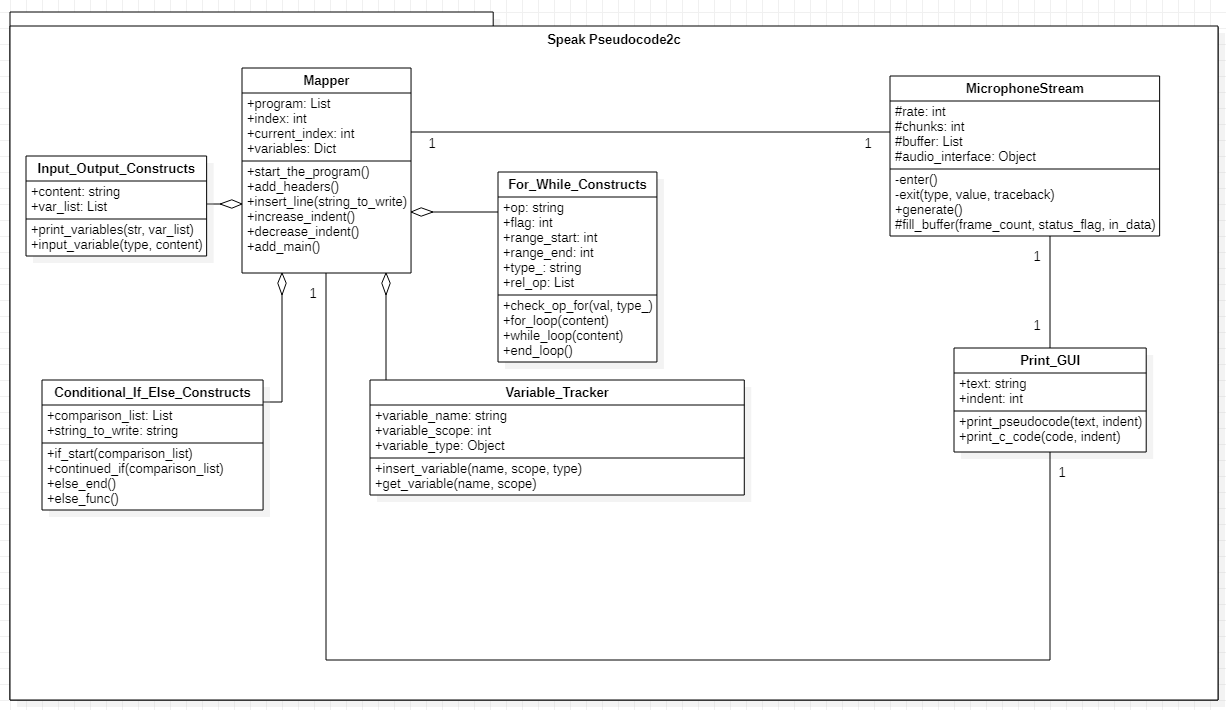 Speak Pseudocode2c
Mapper
+program: List
+index: int
+current_index: int
+variables: Dict
+start_the_program()
+add_headers()
+insert_line(string_to_write)
+increase_indent()
+decrease_indent()
+add_main()
MicrophoneStream
#rate: int
#chunks: int
#buffer: List
#audio_interface: Object
-enter()
-exit(type, value, traceback)
+generate()
#fill_buffer(frame_count, status_flag, in_data)
1
1
Input_Output_Constructs
+content: string
+var_list: List
+print_variables(str, var_list)
+input_variable(type, content)
For_While_Constructs
+op: string
+flag: int
+range_start: int
+range_end: int
+type_: string
+rel_op: List
+check_op_for(val, type_)
+for_loop(content)
+while_loop(content)
+end_loop()
1
1
1
Print_GUI
+text: string
+indent: int
+print_pseudocode(text, indent)
+print_c_code(code, indent)
1
Conditional_If_Else_Constructs
+comparison_list: List
+string_to_write: string
+if_start(comparison_list)
+continued_if(comparison_list)
+else_end()
+else_func()
Variable_Tracker
+variable_name: string
+variable_scope: int
+variable_type: Object
+insert_variable(name, scope, type)
+get_variable(name, scope)